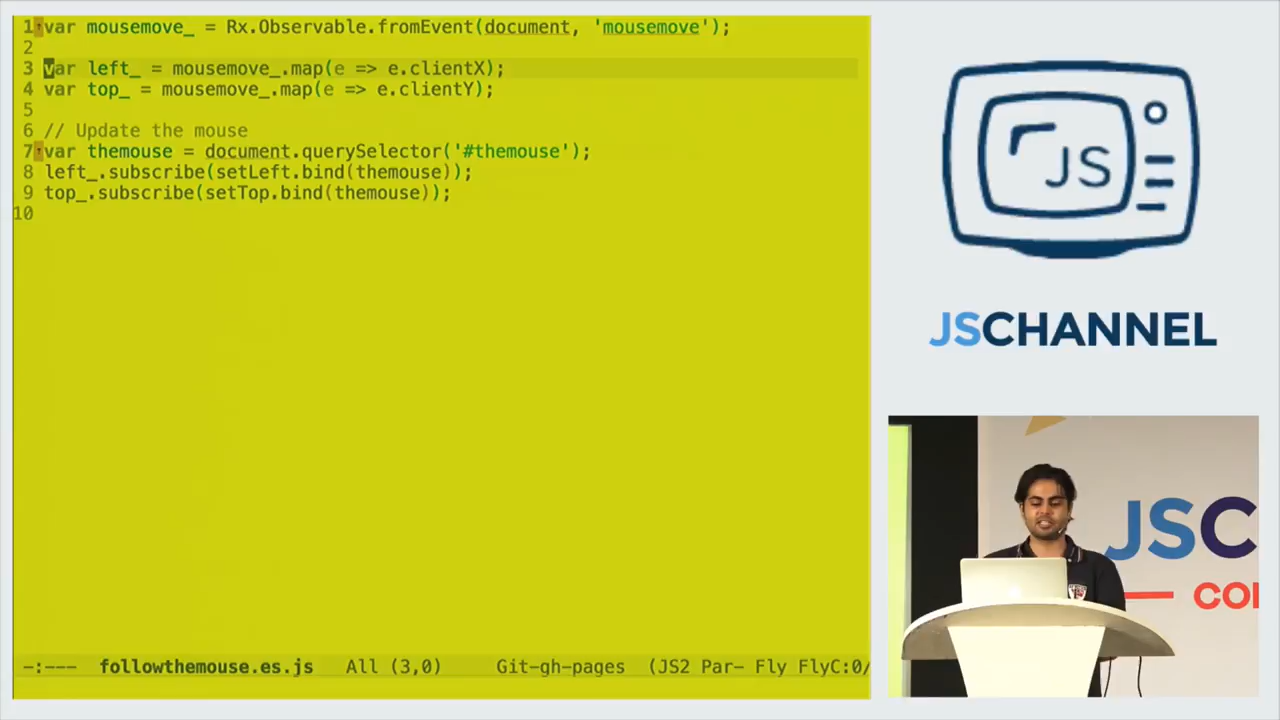 1 var mousemove_ = Rx.Observable.fromEvent(document, 'mousemove');
2
3 var left_ = mousemove_.map(e => e.clientX);
4 var top_ = mousemove_.map(e => e.clientY);
5
6 // Update the mouse
7 var themouse = document.querySelector('#themouse');
8 left_.subscribe(setLeft.bind(themouse));
9 top_.subscribe(setTop.bind(themouse));
10
-:--- followthemouse.es.js All (3,0) Git-gh-pages (JS2 Par- Fly FlyC:0/
JS
JSCHANNEL
JSC
COI